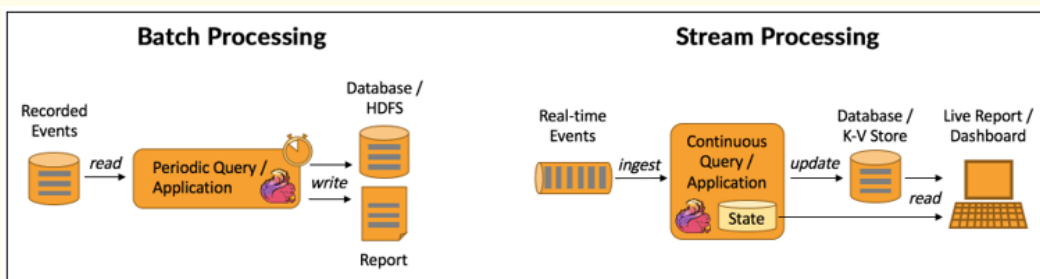 Batch Processing
Recorded
Events
read
Periodic Query /
Application
write
Database /
HDFS
Report
Stream Processing
Real-time
Events
ingest
Continuous
Query /
Application
State
update
Database /
K-V Store
read
Live Report /
Dashboard